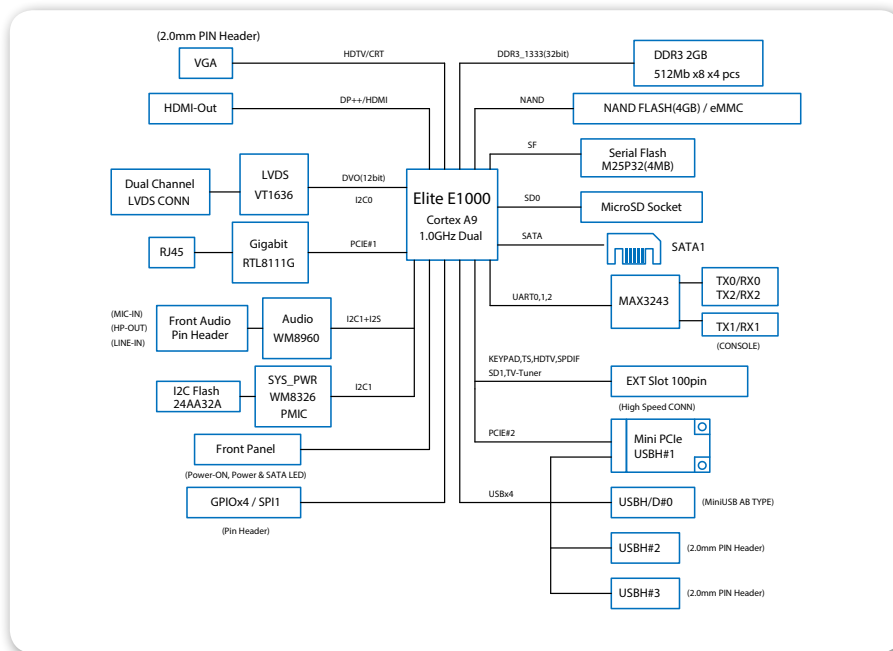 (2.0mm PIN Header)
VGA
HDTV/CRT
HDMI-Out
DP++/HDMI
Dual Channel
LVDS CONN
LVDS
VT1636
DVO(12bit)
I2C0
RJ45
Gigabit
RTL8111G
PCIE#1
(MIC-IN)
(HP-OUT)
(LINE-IN)
Front Audio
Pin Header
Audio
WM8960
I2C1+I2S
I2C Flash
24AA32A
SYS_PWR
WM8326
PMIC
I2C1
Front Panel
(Power-ON, Power & SATA LED)
GPIOx4 / SPI1
(Pin Header)
Elite E1000
Cortex A9
1.0GHz Dual
DDR3_1333(32bit)
DDR3 2GB
512Mb x8 x4 pcs
NAND
NAND FLASH(4GB) / eMMC
SF
Serial Flash
M25P32(4MB)
SD0
MicroSD Socket
SATA
SATA1
UART0,1,2
MAX3243
TX0/RX0
TX2/RX2
TX1/RX1
(CONSOLE)
KEYPAD,TS,HDTV,SPDIF
SD1,TV-Tuner
EXT Slot 100pin
(High Speed CONN)
PCIE#2
Mini PCIe
USBH#1
USBx4
USBH/D#0
(MiniUSB AB TYPE)
USBH#2
(2.0mm PIN Header)
USBH#3
(2.0mm PIN Header)